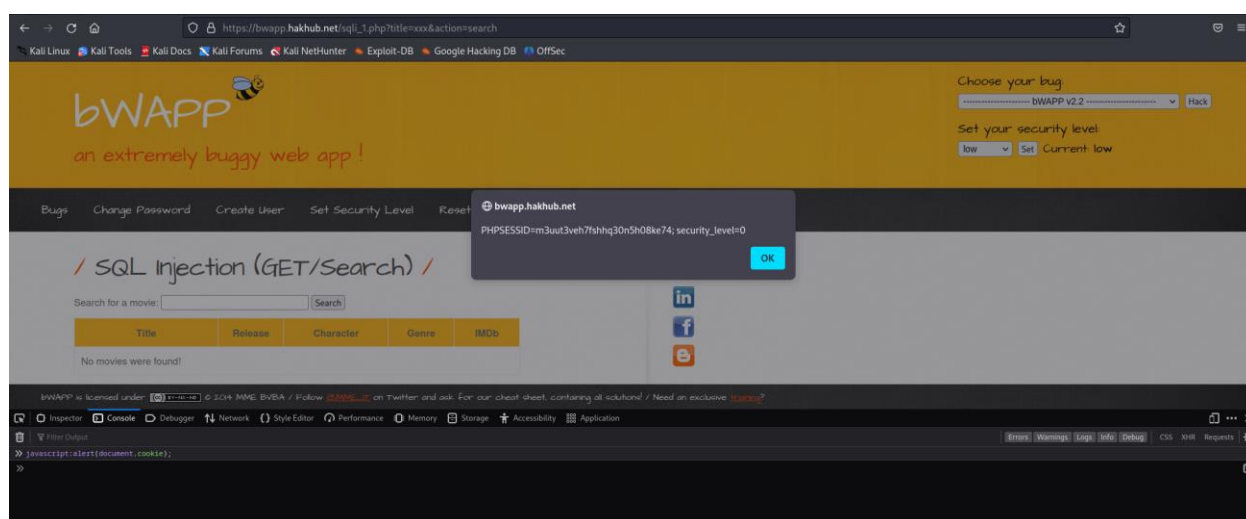 https://bwapp.hakhub.net/sqli_1.php?title=xxx&action=search
Kali Linux Kali Tools Kali Docs Kali Forums Kali NetHunter Exploit-DB Google Hacking DB OffSec
bWAPP
an extremely buggy web app !
Choose your bug:
---------------------- bWAPP v2.2 ---------------------- Hack
Set your security level:
low Set Current: low
Bugs Change Password Create User Set Security Level Reset
bwapp.hakhub.net
PHPSESSID=m3uut3veh7fshhq30n5h08ke74; security_level=0
OK
/ SQL Injection (GET/Search) /
Search for a movie: Search
Title Release Character Genre IMDb
No movies were found!
in
f
bWAPP is licensed under © 2014 MME BVBA / Follow on Twitter and ask for our cheat sheet, containing all solutions! / Need an exclusive training?
Inspector Console Debugger Network Style Editor Performance Memory Storage Accessibility Application
Filter Output Errors Warnings Logs Info Debug CSS XHR Requests
» javascript:alert(document.cookie);
»